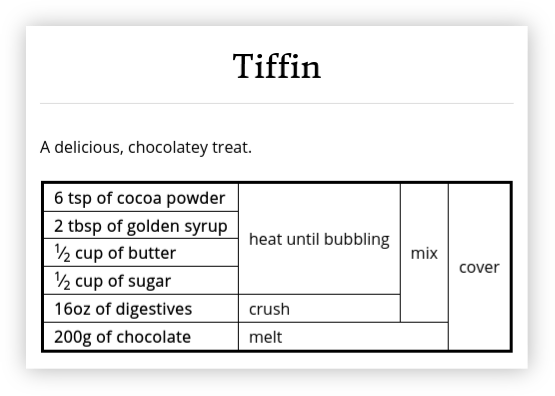 Tiffin
A delicious, chocolatey treat.
6 tsp of cocoa powder
2 tbsp of golden syrup
½ cup of butter
½ cup of sugar
16oz of digestives
200g of chocolate
heat until bubbling
crush
melt
mix
cover